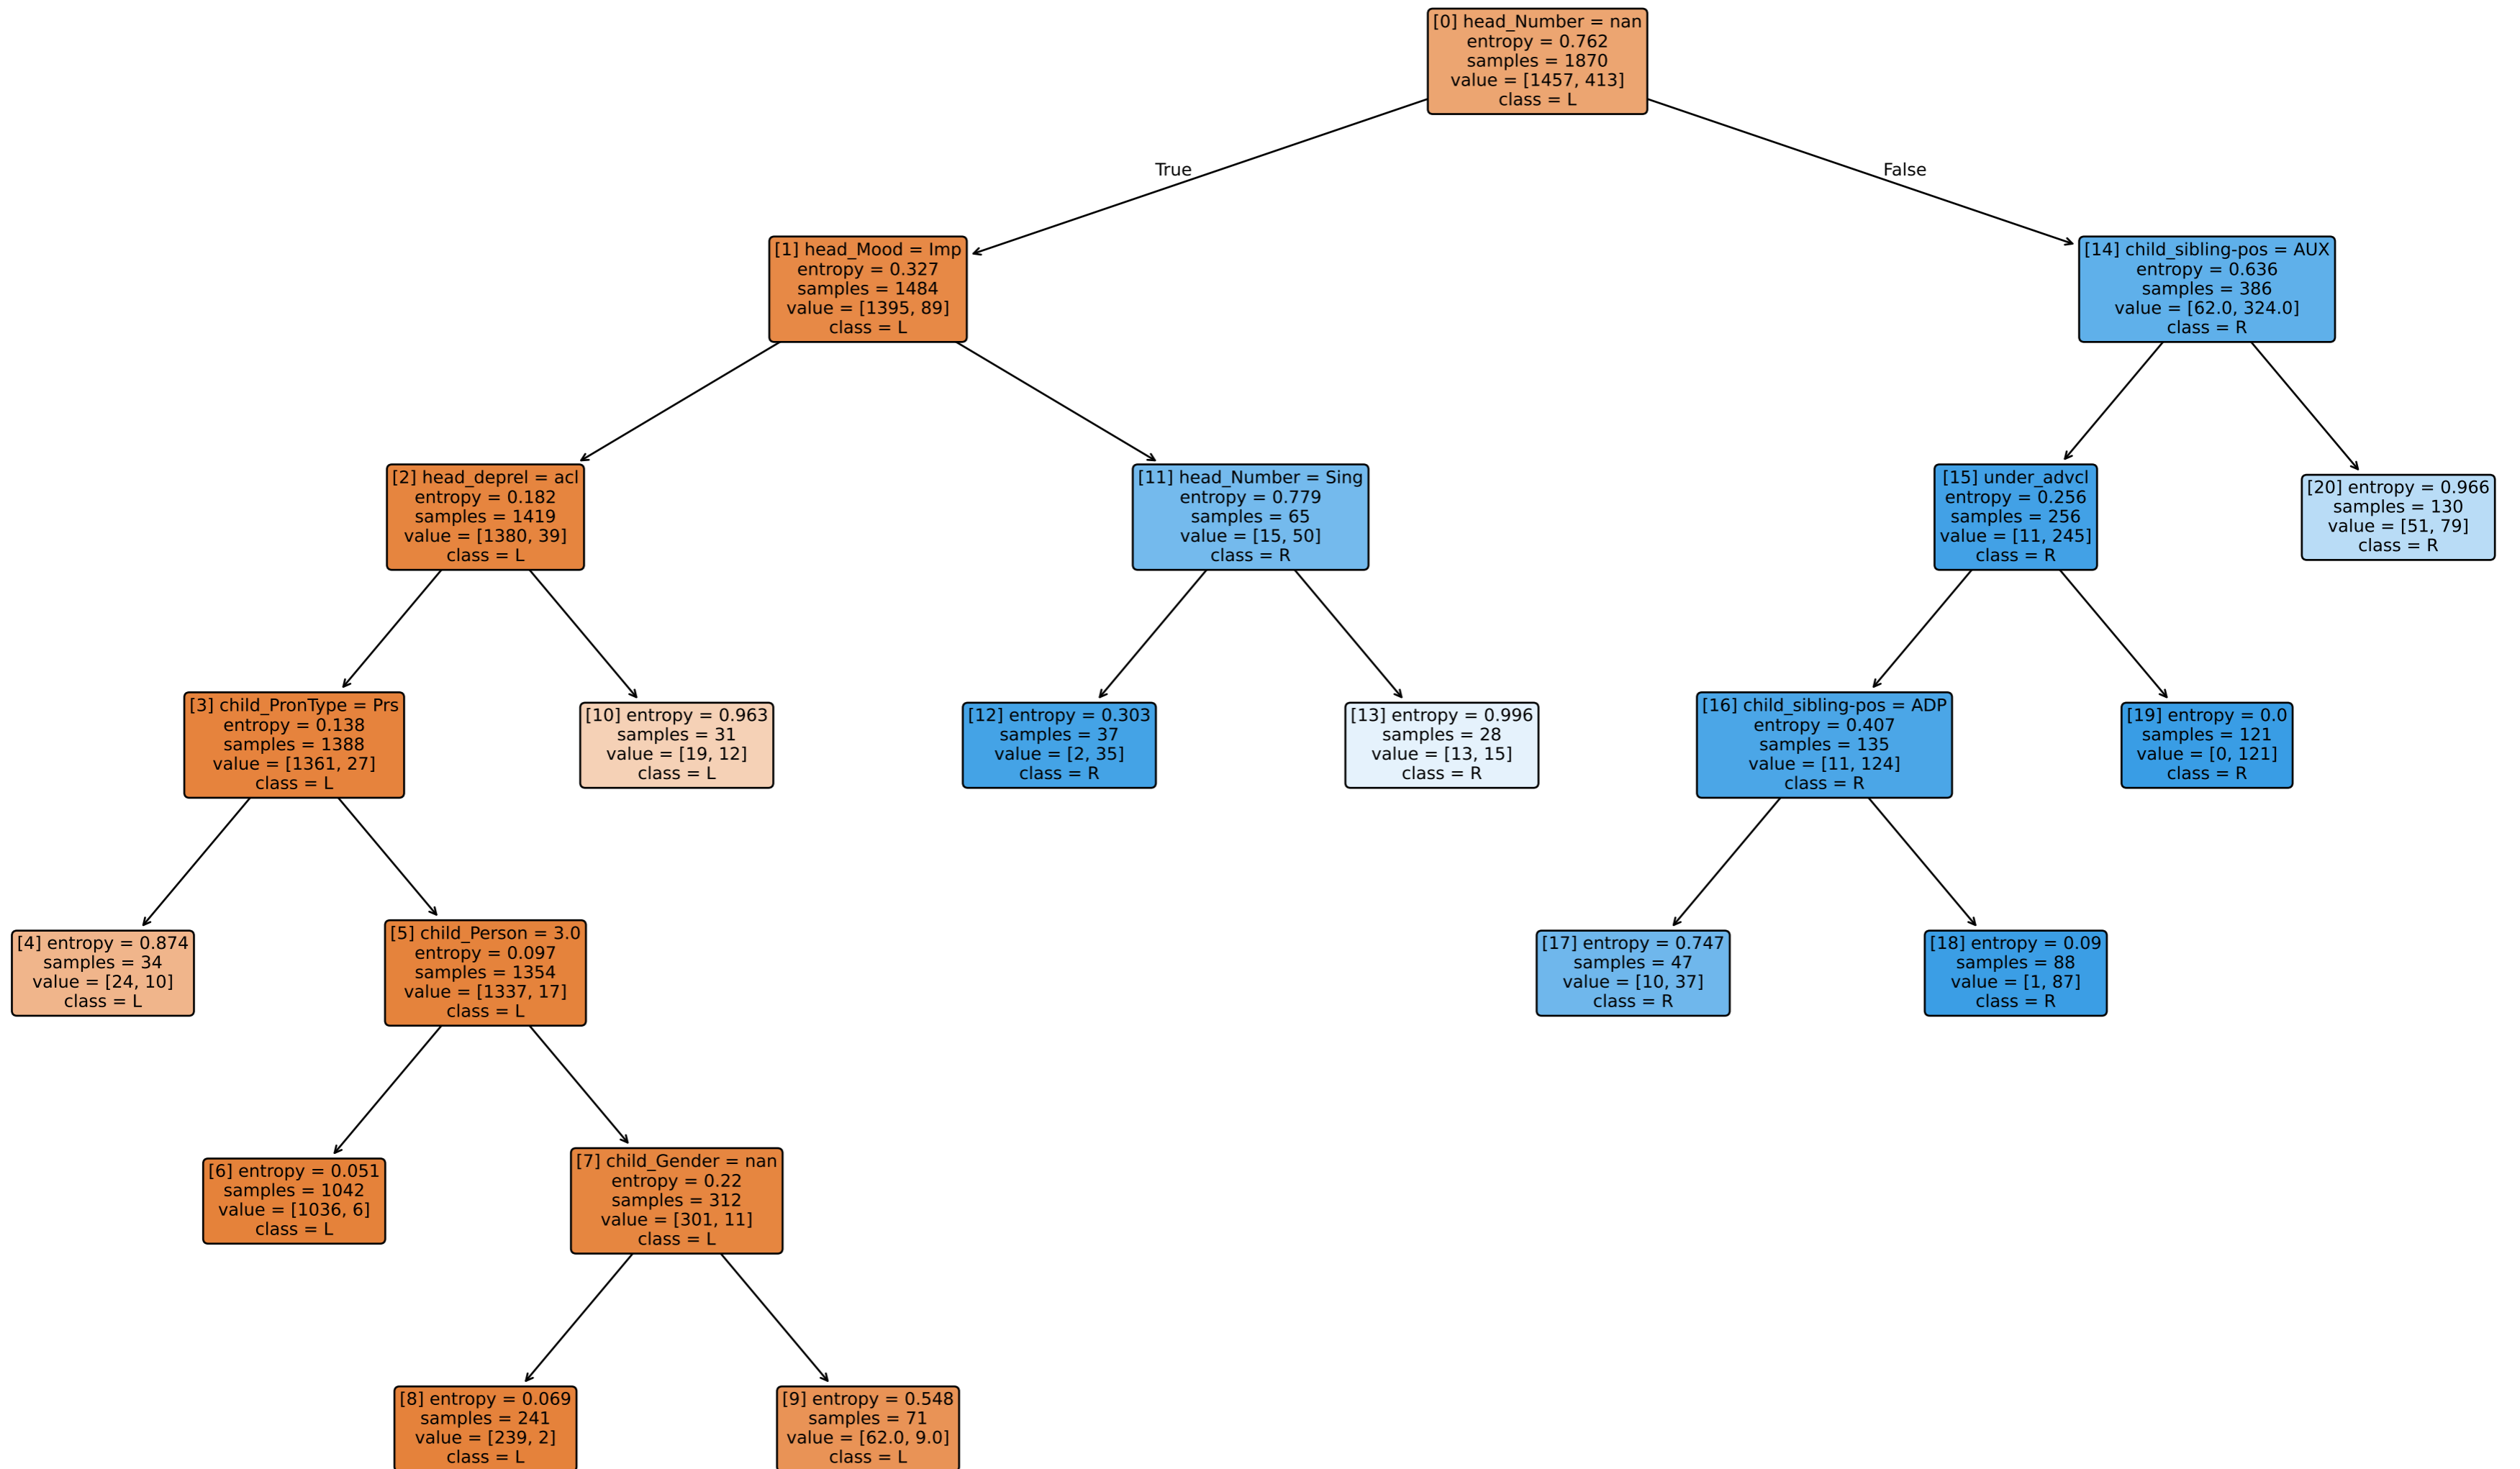 [0] head_Number = nan
entropy = 0.762
samples = 1870
value = [1457, 413]
class = L
True
False
[1] head_Mood = Imp
entropy = 0.327
samples = 1484
value = [1395, 89]
class = L
[14] child_sibling-pos = AUX
entropy = 0.636
samples = 386
value = [62.0, 324.0]
class = R
[2] head_deprel = acl
entropy = 0.182
samples = 1419
value = [1380, 39]
class = L
[11] head_Number = Sing
entropy = 0.779
samples = 65
value = [15, 50]
class = R
[15] under_advcl
entropy = 0.256
samples = 256
value = [11, 245]
class = R
[20] entropy = 0.966
samples = 130
value = [51, 79]
class = R
[3] child_PronType = Prs
entropy = 0.138
samples = 1388
value = [1361, 27]
class = L
[10] entropy = 0.963
samples = 31
value = [19, 12]
class = L
[12] entropy = 0.303
samples = 37
value = [2, 35]
class = R
[13] entropy = 0.996
samples = 28
value = [13, 15]
class = R
[16] child_sibling-pos = ADP
entropy = 0.407
samples = 135
value = [11, 124]
class = R
[19] entropy = 0.0
samples = 121
value = [0, 121]
class = R
[4] entropy = 0.874
samples = 34
value = [24, 10]
class = L
[5] child_Person = 3.0
entropy = 0.097
samples = 1354
value = [1337, 17]
class = L
[17] entropy = 0.747
samples = 47
value = [10, 37]
class = R
[18] entropy = 0.09
samples = 88
value = [1, 87]
class = R
[6] entropy = 0.051
samples = 1042
value = [1036, 6]
class = L
[7] child_Gender = nan
entropy = 0.22
samples = 312
value = [301, 11]
class = L
[8] entropy = 0.069
samples = 241
value = [239, 2]
class = L
[9] entropy = 0.548
samples = 71
value = [62.0, 9.0]
class = L